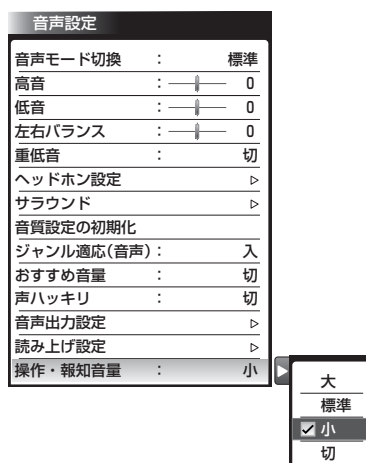 音声設定
音声モード切換 : 標準
高音 : 0
低音 : 0
左右バランス : 0
重低音 : 切
ヘッドホン設定
サラウンド
音質設定の初期化
ジャンル適応(音声) : 入
おすすめ音量 : 切
声ハッキリ : 切
音声出力設定
読み上げ設定
操作・報知音量 : 小
大
標準
小
切